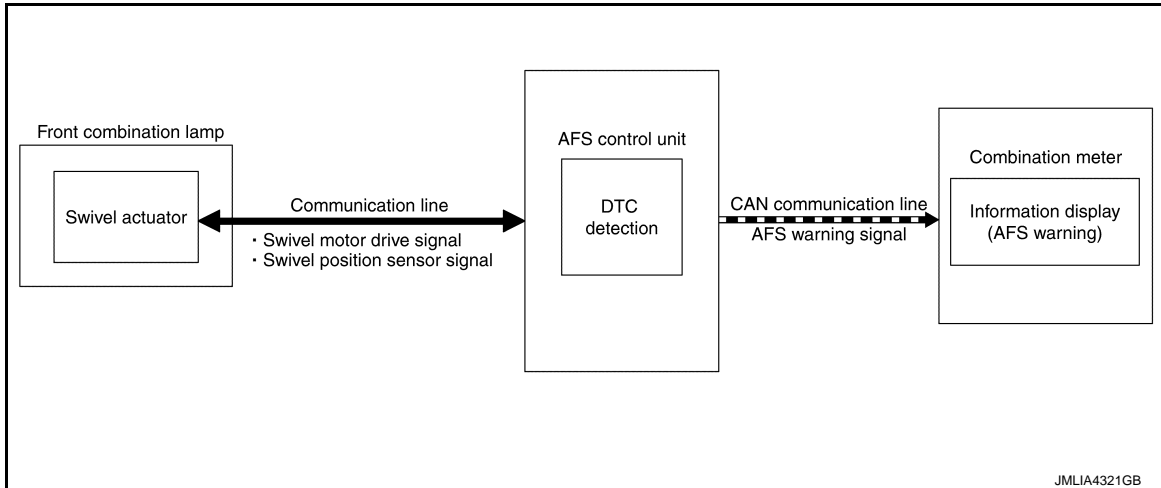 Front combination lamp
Swivel actuator
Communication line
・Swivel motor drive signal
・Swivel position sensor signal
AFS control unit
DTC
detection
CAN communication line
AFS warning signal
Combination meter
Information display
(AFS warning)
JMLIA4321GB